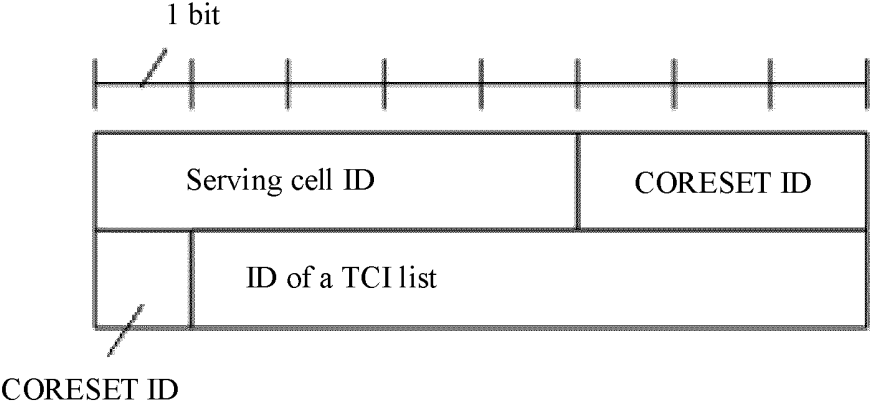 1 bit
Serving cell ID
CORESET ID
ID of a TCI list
CORESET ID